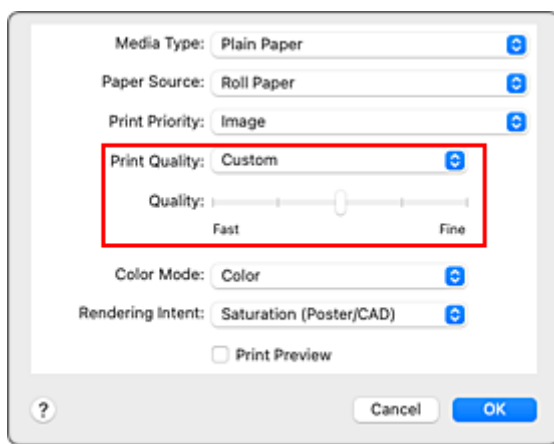 Media Type: Plain Paper
Paper Source: Roll Paper
Print Priority: Image
Print Quality: Custom
Quality:
Fast Fine
Color Mode: Color
Rendering Intent: Saturation (Poster/CAD)
Print Preview
? Cancel OK